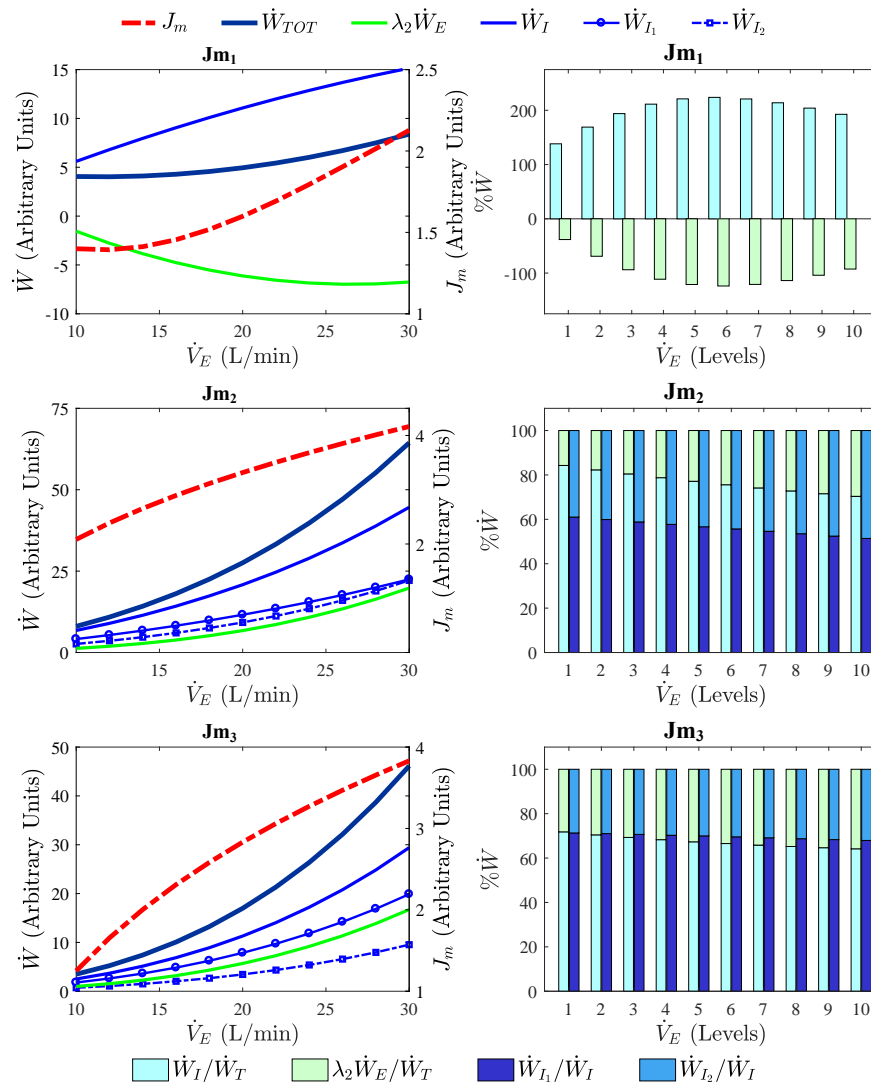 J_m Ẇ_TOT λ₂Ẇ_E Ẇ_I Ẇ_I₁ Ẇ_I₂
Jm₁
Ẇ (Arbitrary Units)
15
10
5
0
-5
-10
2.5
2
1.5
1
J_m (Arbitrary Units)
10 15 20 25 30
V̇_E (L/min)
Jm₁
%Ẇ
200
100
0
-100
1 2 3 4 5 6 7 8 9 10
V̇_E (Levels)
Jm₂
Ẇ (Arbitrary Units)
75
50
25
0
4
2
J_m (Arbitrary Units)
15 20 25 30
V̇_E (L/min)
Jm₂
%Ẇ
100
80
60
40
20
0
1 2 3 4 5 6 7 8 9 10
V̇_E (Levels)
Jm₃
Ẇ (Arbitrary Units)
50
40
30
20
10
0
4
3
2
1
J_m (Arbitrary Units)
10 15 20 25 30
V̇_E (L/min)
Jm₃
%Ẇ
100
80
60
40
20
0
1 2 3 4 5 6 7 8 9 10
V̇_E (Levels)
Ẇ_I/Ẇ_T λ₂Ẇ_E/Ẇ_T Ẇ_I₁/Ẇ_I Ẇ_I₂/Ẇ_I